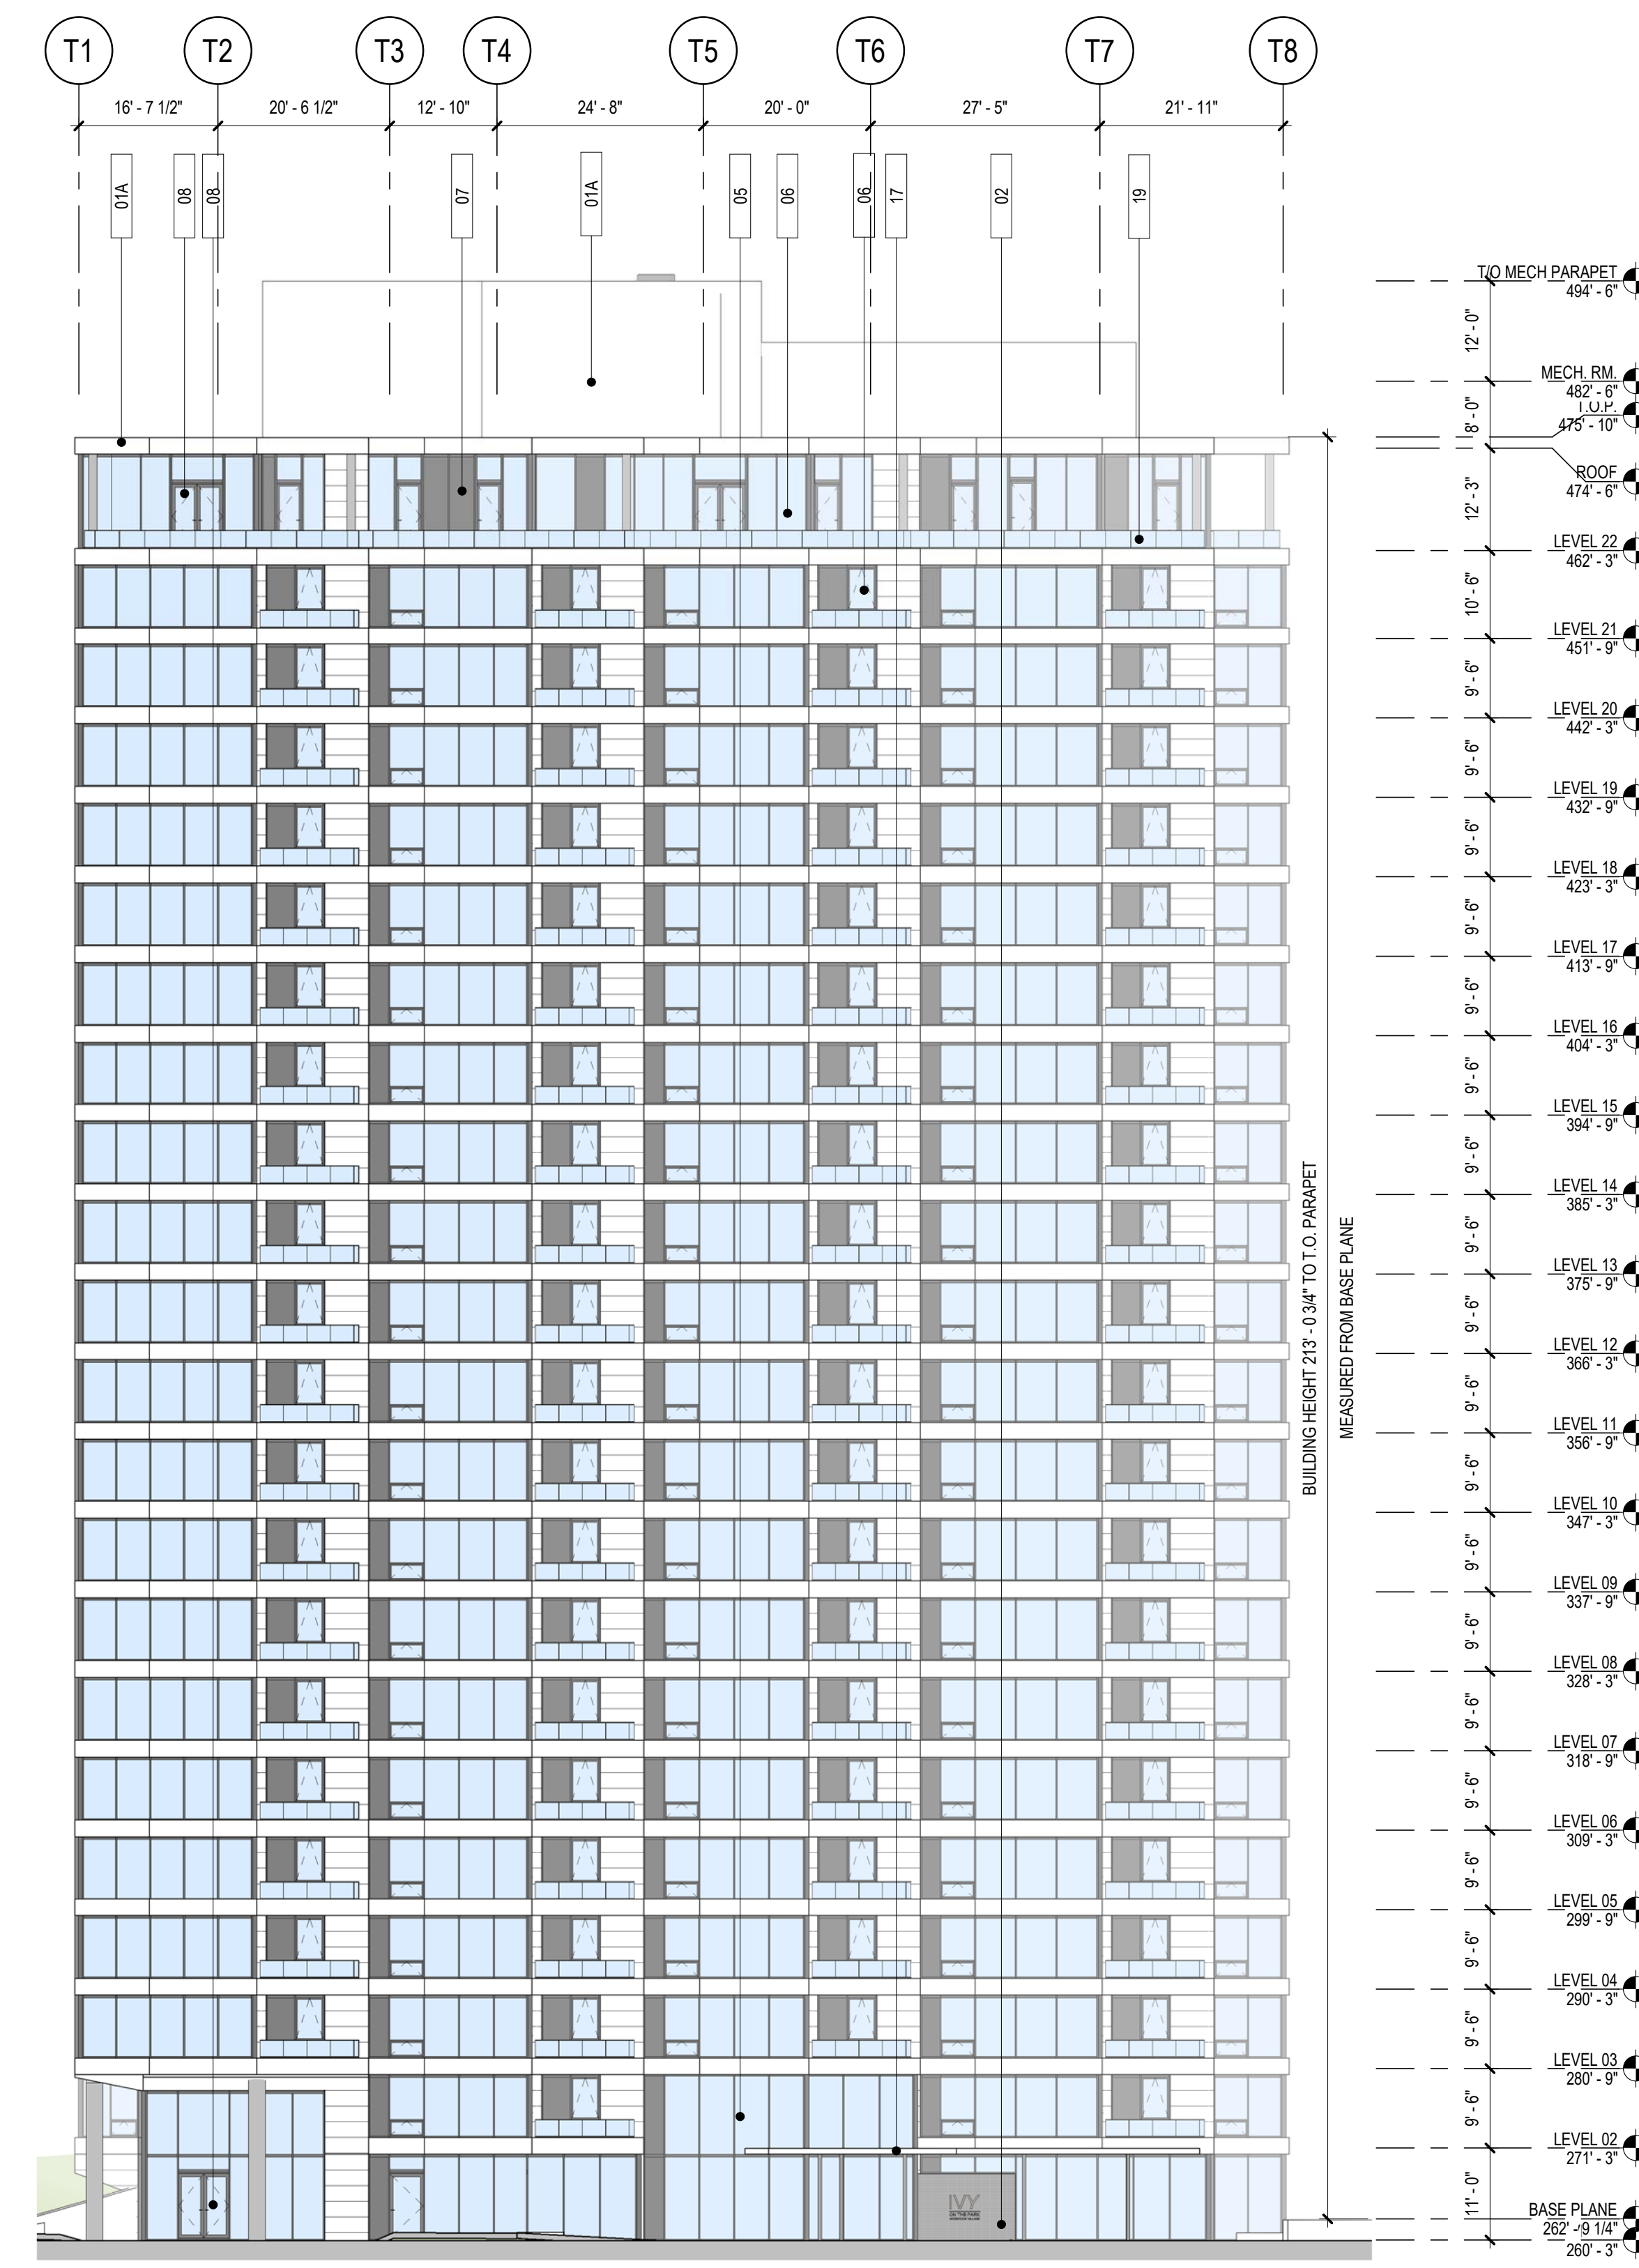 T1 T2 T3 T4 T5 T6 T7 T8
16' - 7 1/2" 20' - 6 1/2" 12' - 10" 24' - 8" 20' - 0" 27' - 5" 21' - 11"
01A 08 08 07 01A 05 06 06 17 02 19
T/O MECH PARAPET
494' - 6"
12' - 0"
MECH. RM.
482' - 6"
T.O.P.
475' - 10"
8' - 0"
ROOF
474' - 6"
12' - 3"
LEVEL 22
462' - 3"
10' - 6"
LEVEL 21
451' - 9"
9' - 6"
LEVEL 20
442' - 3"
9' - 6"
LEVEL 19
432' - 9"
9' - 6"
LEVEL 18
423' - 3"
9' - 6"
LEVEL 17
413' - 9"
9' - 6"
LEVEL 16
404' - 3"
9' - 6"
LEVEL 15
394' - 9"
9' - 6"
LEVEL 14
385' - 3"
9' - 6"
LEVEL 13
375' - 9"
9' - 6"
LEVEL 12
366' - 3"
9' - 6"
LEVEL 11
356' - 9"
9' - 6"
LEVEL 10
347' - 3"
9' - 6"
LEVEL 09
337' - 9"
9' - 6"
LEVEL 08
328' - 3"
9' - 6"
LEVEL 07
318' - 9"
9' - 6"
LEVEL 06
309' - 3"
9' - 6"
LEVEL 05
299' - 9"
9' - 6"
LEVEL 04
290' - 3"
9' - 6"
LEVEL 03
280' - 9"
9' - 6"
LEVEL 02
271' - 3"
11' - 0"
BASE PLANE
262' - 9 1/4"
260' - 3"
BUILDING HEIGHT 213' - 0 3/4" TO T.O. PARAPET
MEASURED FROM BASE PLANE
IVY
ON THE PARK